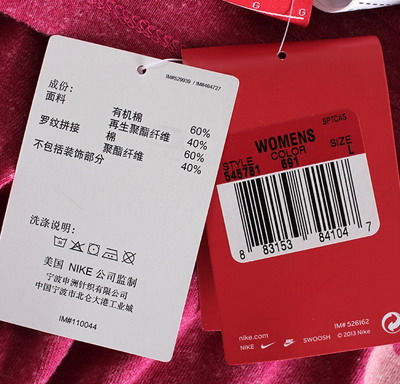 IM#529939 / IM#464727
成份:
面料
有机棉 60%
再生聚酯纤维 40%
罗纹拼接
棉 60%
聚酯纤维 40%
不包括装饰部分
洗涤说明:
美国 NIKE 公司监制
宁波申洲针织有限公司
中国宁波市北仑大港工业城
IM#110044
G
G
SP7CAS
WOMENS
STYLE
545781
COLOR
691
SIZE
L
8 83153 84104 7
nike.com
NIKE
SWOOSH
IM# 526162
© 2013 Nike